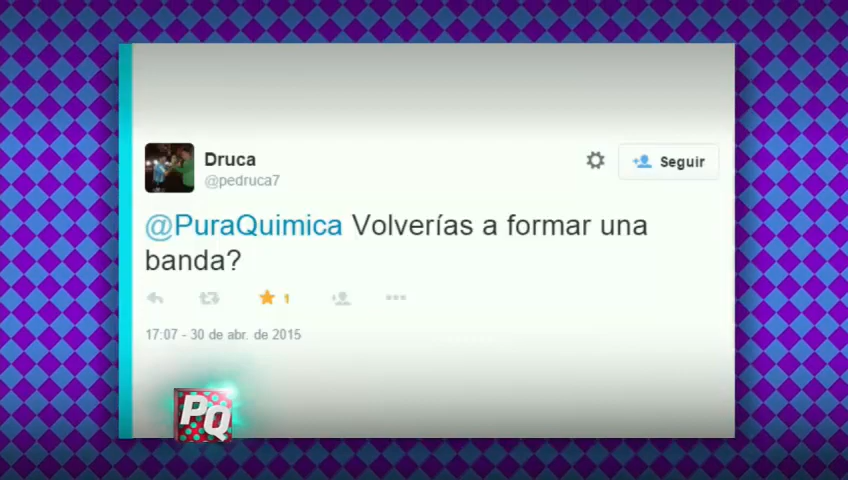 Druca
@pedruca7
Seguir
@PuraQuimica Volverías a formar una
banda?
1
17:07 - 30 de abr. de 2015
PQ